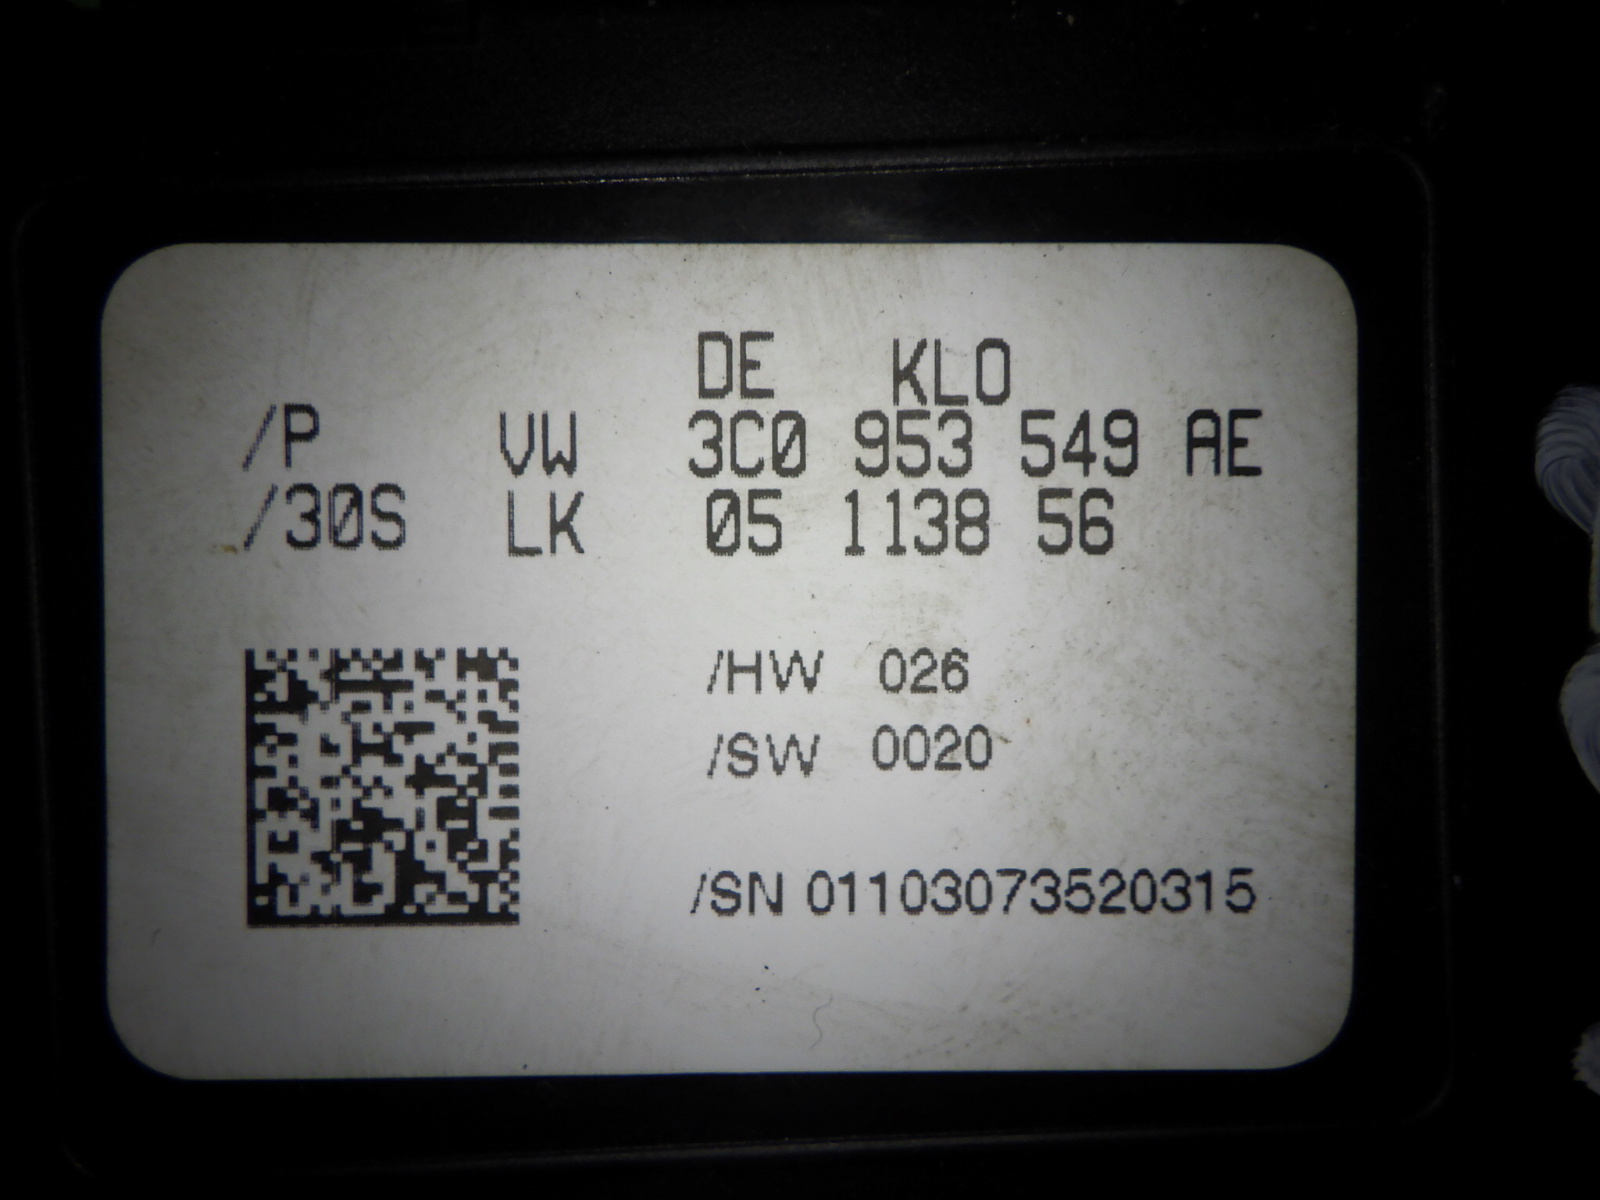 DE KLO
/P VW 3C0 953 549 AE
/30S LK 05 1138 56
/HW 026
/SW 0020
/SN 01103073520315